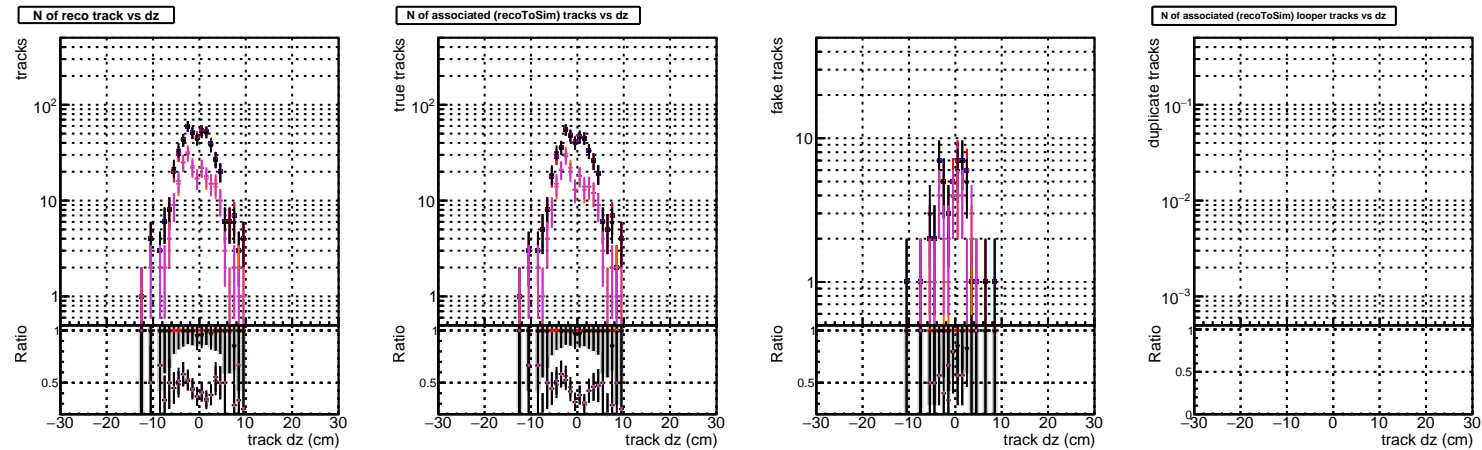 N of reco track vs dz
tracks
10²
10
1
Ratio
1
0.5
−30 −20 −10 0 10 20 30
track dz (cm)
N of associated (recoToSim) tracks vs dz
true tracks
10²
10
1
Ratio
1
0.5
−30 −20 −10 0 10 20 30
track dz (cm)
fake tracks
10
1
Ratio
1
0.5
−30 −20 −10 0 10 20 30
track dz (cm)
N of associated (recoToSim) looper tracks vs dz
duplicate tracks
10⁻¹
10⁻²
10⁻³
Ratio
1
0.5
0
−30 −20 −10 0 10 20 30
track dz (cm)